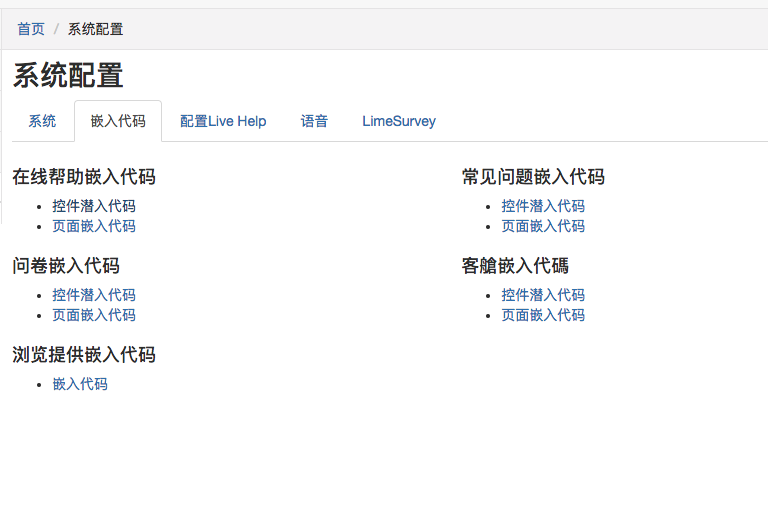 首页 / 系统配置
系统配置
系统 嵌入代码 配置Live Help 语音 LimeSurvey
在线帮助嵌入代码
控件潜入代码
页面嵌入代码
常见问题嵌入代码
控件潜入代码
页面嵌入代码
问卷嵌入代码
控件潜入代码
页面嵌入代码
客艙嵌入代碼
控件潜入代码
页面嵌入代码
浏览提供嵌入代码
嵌入代码